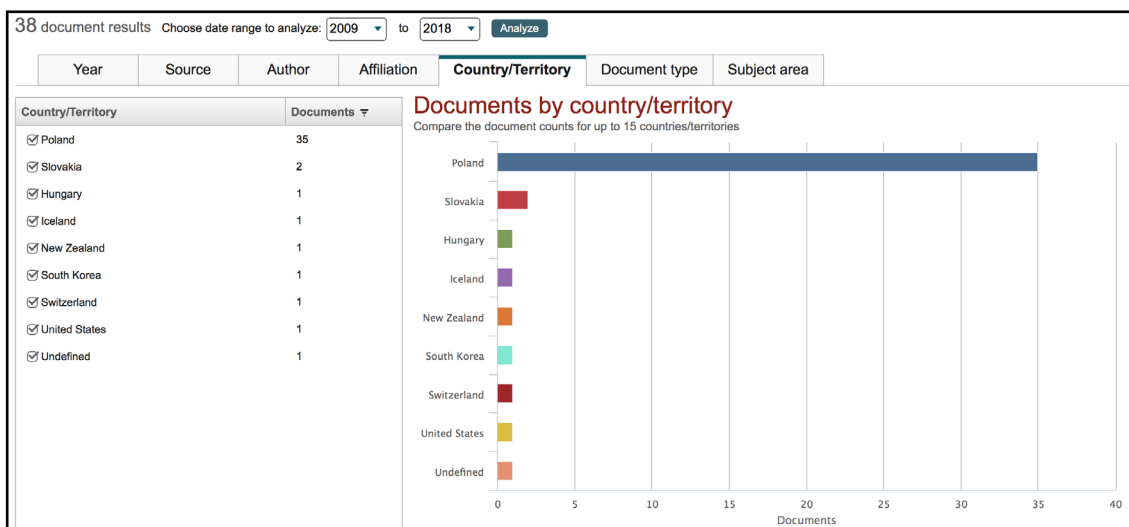 38 document results Choose date range to analyze: 2009 to 2018 Analyze
Year Source Author Affiliation Country/Territory Document type Subject area
Country/Territory Documents
Poland 35
Slovakia 2
Hungary 1
Iceland 1
New Zealand 1
South Korea 1
Switzerland 1
United States 1
Undefined 1
Documents by country/territory
Compare the document counts for up to 15 countries/territories
Poland
Slovakia
Hungary
Iceland
New Zealand
South Korea
Switzerland
United States
Undefined
0 5 10 15 20 25 30 35 40
Documents